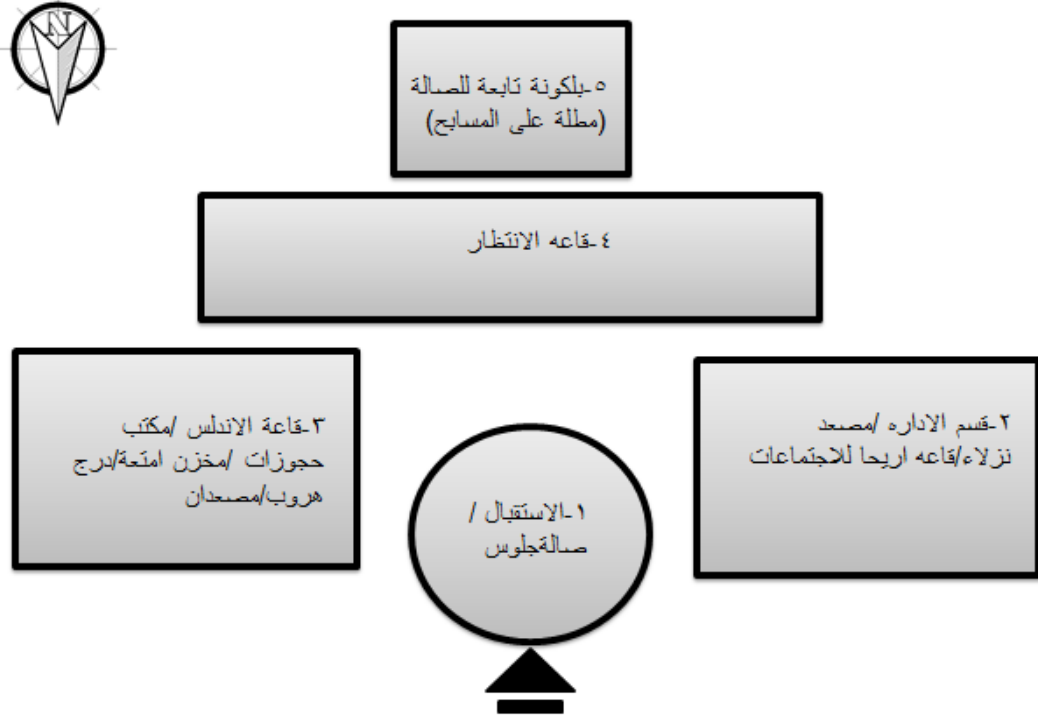 N
٥-بلكونة تابعة للصالة
(مطلة على المسابح)
٤-قاعه الانتظار
٣-قاعة الاندلس /مكتب
حجوزات /مخزن امتعة/درج
هروب/مصعدان
٢-قسم الاداره /مصعد
نزلاء/قاعه اريحا للاجتماعات
١-الاستقبال /
صالةجلوس